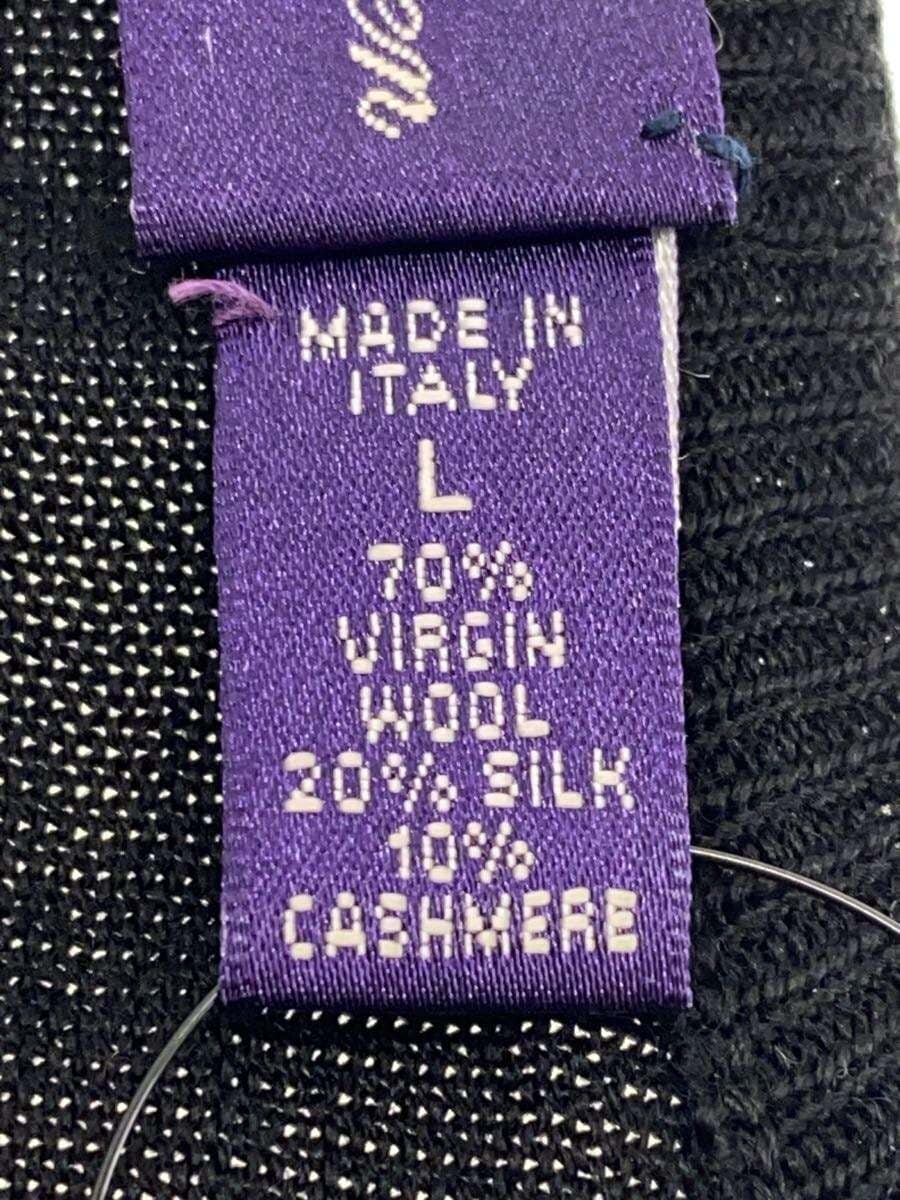 MADE IN
ITALY
L
70%
VIRGIN
WOOL
20% SILK
10%
CASHMERE